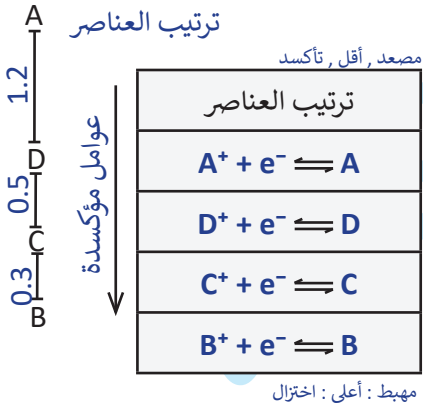 ترتيب العناصر
مصعد , أقل , تأكسد
A
1.2
D
0.5
C
0.3
B
عوامل مؤكسدة
ترتيب العناصر
A⁺ + e⁻ ⇌ A
D⁺ + e⁻ ⇌ D
C⁺ + e⁻ ⇌ C
B⁺ + e⁻ ⇌ B
مهبط : أعلى : اختزال